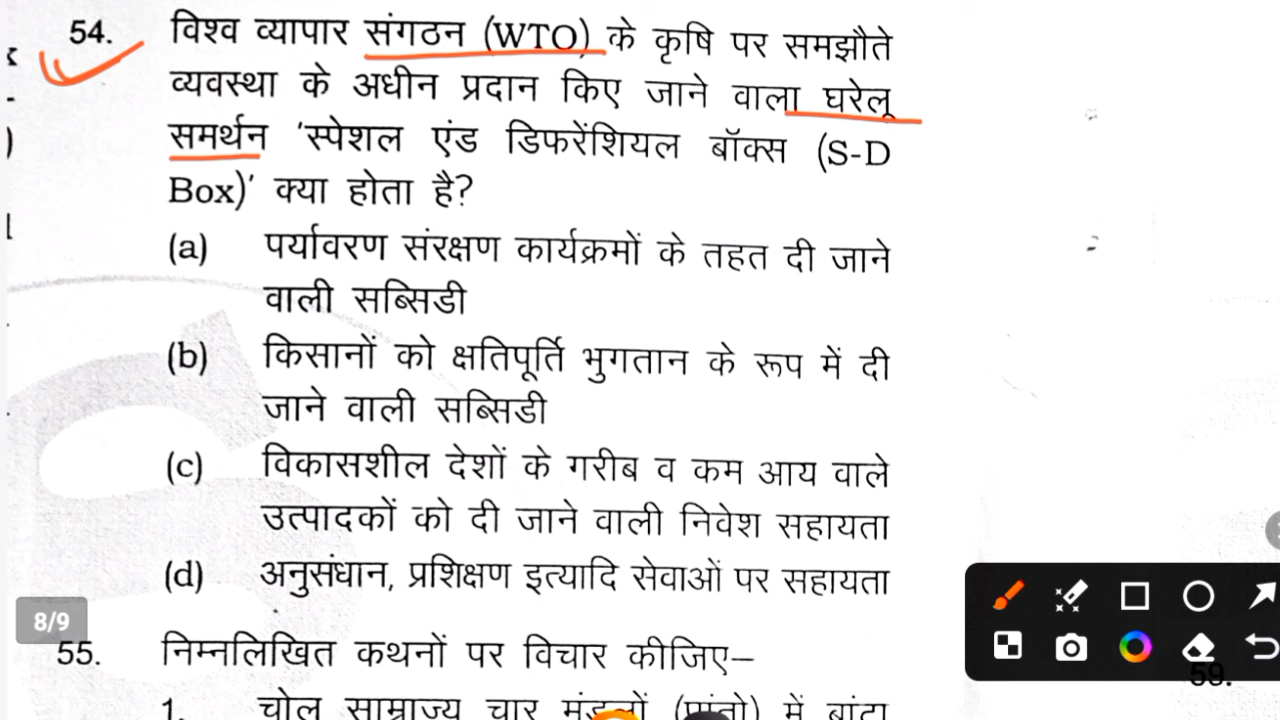 54. विश्व व्यापार संगठन (WTO) के कृषि पर समझौते
व्यवस्था के अधीन प्रदान किए जाने वाला घरेलू
समर्थन 'स्पेशल एंड डिफरेंशियल बॉक्स (S-D
Box)' क्या होता है?
(a) पर्यावरण संरक्षण कार्यक्रमों के तहत दी जाने
वाली सब्सिडी
(b) किसानों को क्षतिपूर्ति भुगतान के रूप में दी
जाने वाली सब्सिडी
(c) विकासशील देशों के गरीब व कम आय वाले
उत्पादकों को दी जाने वाली निवेश सहायता
(d) अनुसंधान, प्रशिक्षण इत्यादि सेवाओं पर सहायता
8/9
55. निम्नलिखित कथनों पर विचार कीजिए–
59.
1. चोल साम्राज्य चार मंडलों (प्रांतो) में बांटा